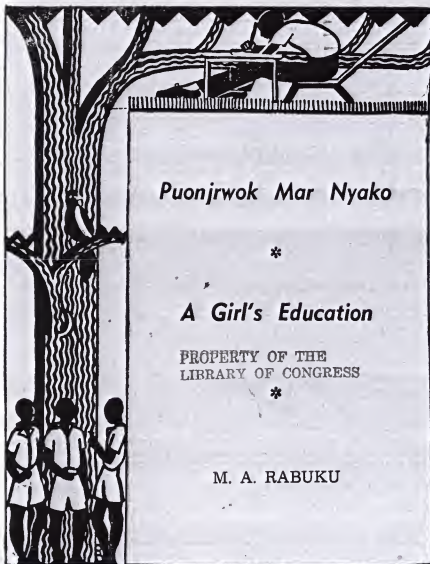 Puonjrwok Mar Nyako
*
A Girl's Education
PROPERTY OF THE
LIBRARY OF CONGRESS
*
M. A. RABUKU